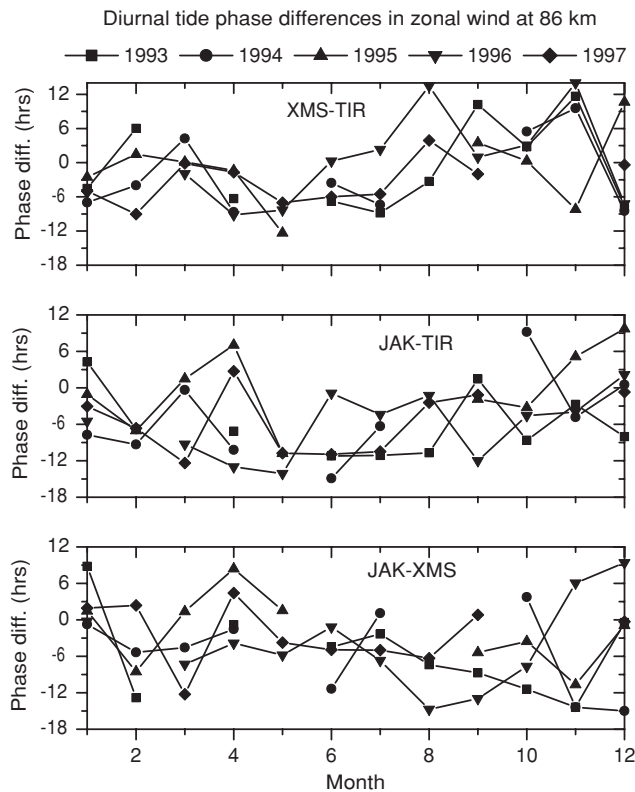 Diurnal tide phase differences in zonal wind at 86 km
1993 1994 1995 1996 1997
XMS-TIR
Phase diff. (hrs)
12
6
0
-6
-12
-18
JAK-TIR
Phase diff. (hrs)
12
6
0
-6
-12
-18
JAK-XMS
Phase diff. (hrs)
12
6
0
-6
-12
-18
2 4 6 8 10 12
Month